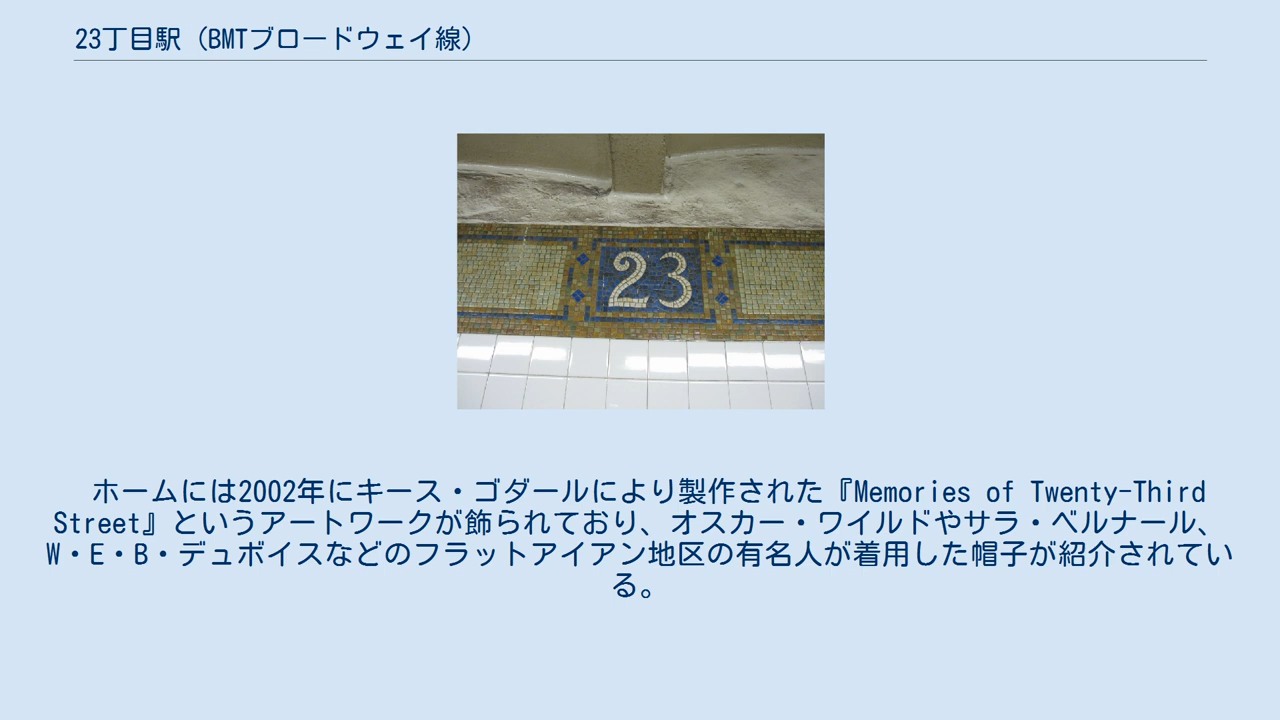 23丁目駅（BMTブロードウェイ線）
23
ホームには2002年にキース・ゴダールにより製作された『Memories of Twenty-Third
Street』というアートワークが飾られており、オスカー・ワイルドやサラ・ベルナール、
W・E・B・デュボイスなどのフラットアイアン地区の有名人が着用した帽子が紹介されてい
る。